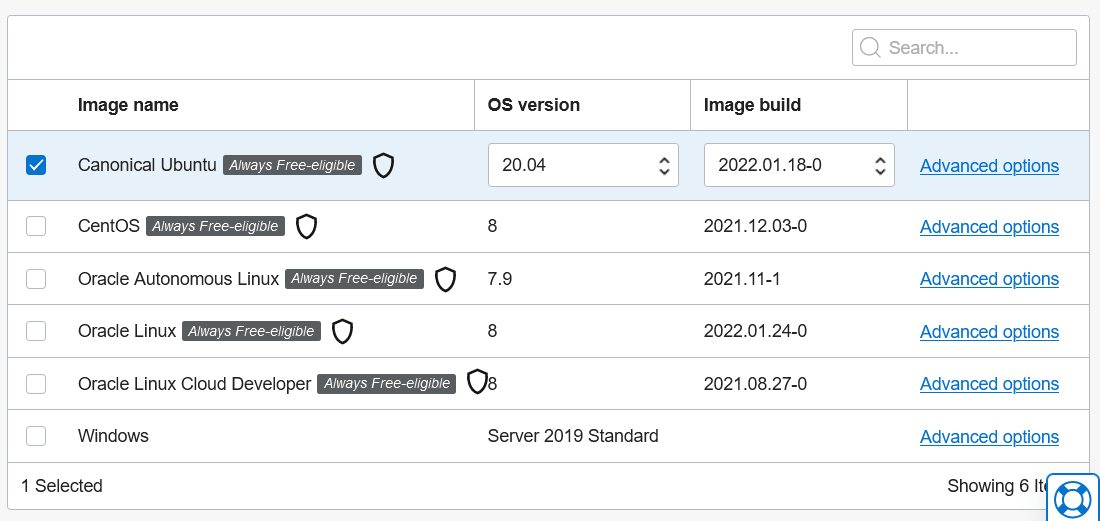 Search...
Image name OS version Image build
Canonical Ubuntu Always Free-eligible 20.04 2022.01.18-0 Advanced options
CentOS Always Free-eligible 8 2021.12.03-0 Advanced options
Oracle Autonomous Linux Always Free-eligible 7.9 2021.11-1 Advanced options
Oracle Linux Always Free-eligible 8 2022.01.24-0 Advanced options
Oracle Linux Cloud Developer Always Free-eligible 8 2021.08.27-0 Advanced options
Windows Server 2019 Standard Advanced options
1 Selected Showing 6